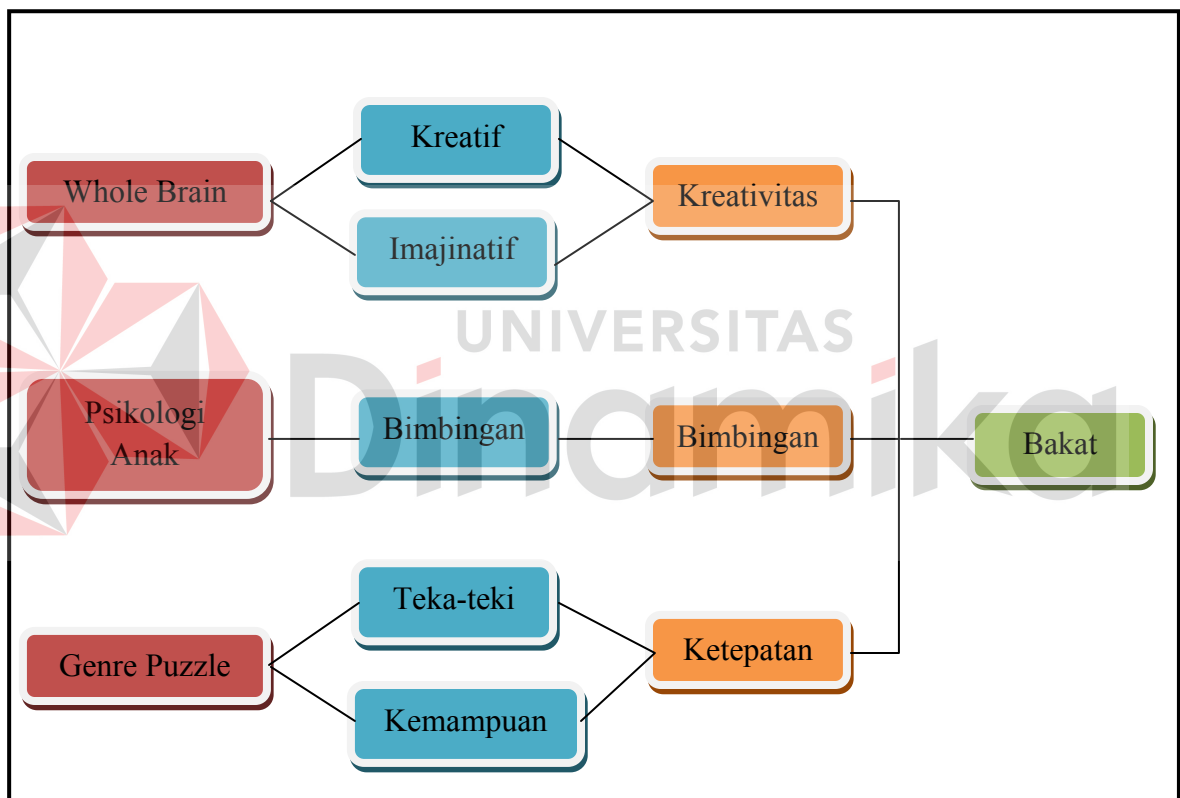 Kreatif
Whole Brain
Kreativitas
Imajinatif
UNIVERSITAS
Dinamika
Psikologi
Anak
Bimbingan
Bimbingan
Bakat
Teka-teki
Genre Puzzle
Ketepatan
Kemampuan